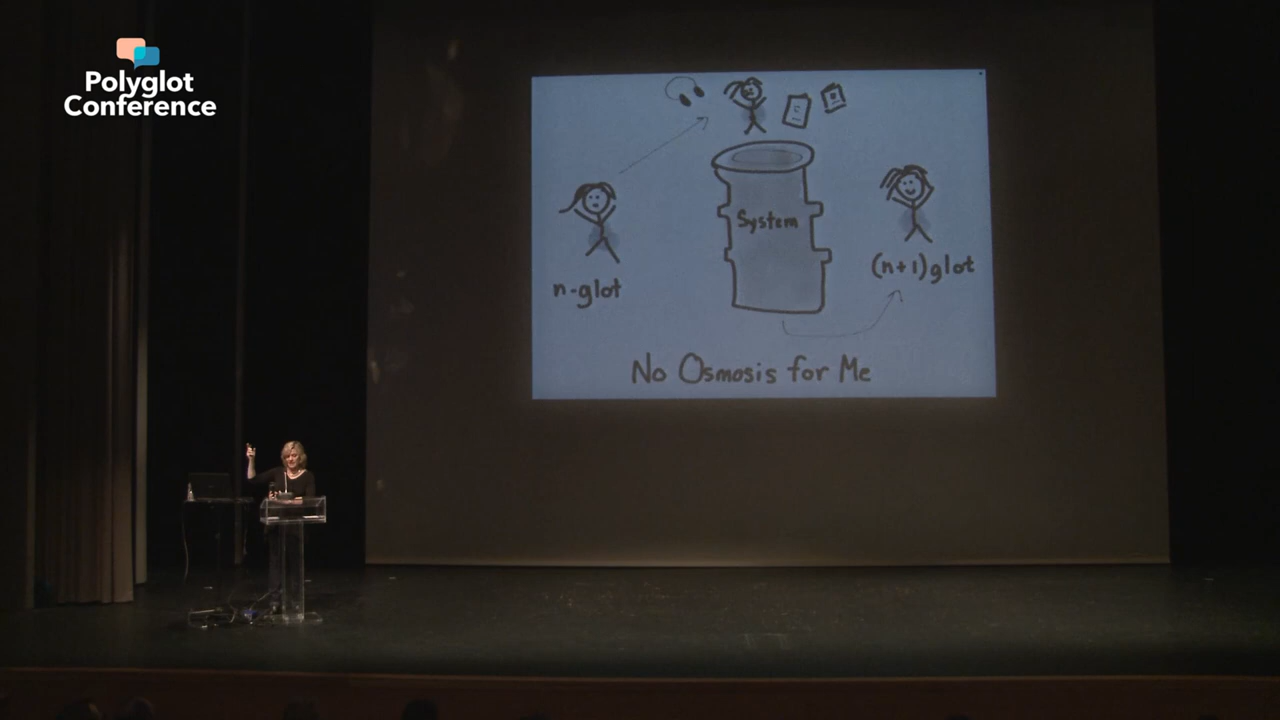 Polyglot
Conference
System
n-glot
(n+1)glot
No Osmosis for Me